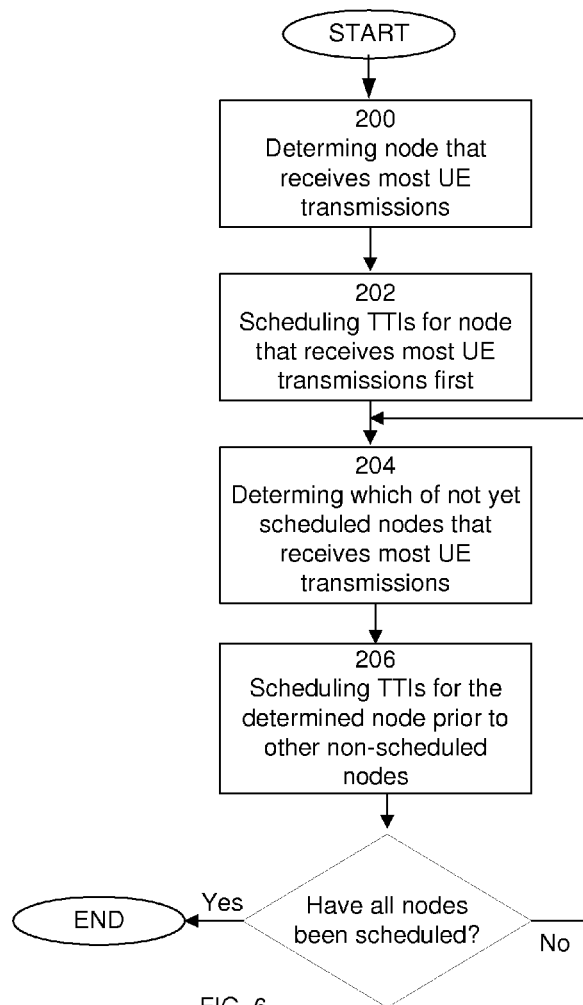 START
200
Determing node that
receives most UE
transmissions
202
Scheduling TTIs for node
that receives most UE
transmissions first
204
Determing which of not yet
scheduled nodes that
receives most UE
transmissions
206
Scheduling TTIs for the
determined node prior to
other non-scheduled
nodes
Have all nodes
been scheduled?
Yes
END
No
FIG. 6